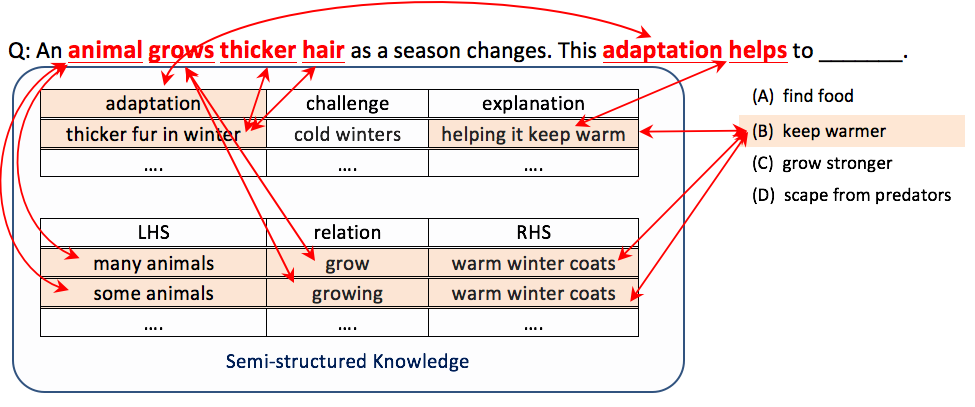 Q: An animal grows thicker hair as a season changes. This adaptation helps to _______.
(A) find food
(B) keep warmer
(C) grow stronger
(D) scape from predators
adaptation challenge explanation
thicker fur in winter cold winters helping it keep warm
.... .... ....
LHS relation RHS
many animals grow warm winter coats
some animals growing warm winter coats
.... .... ....
Semi-structured Knowledge